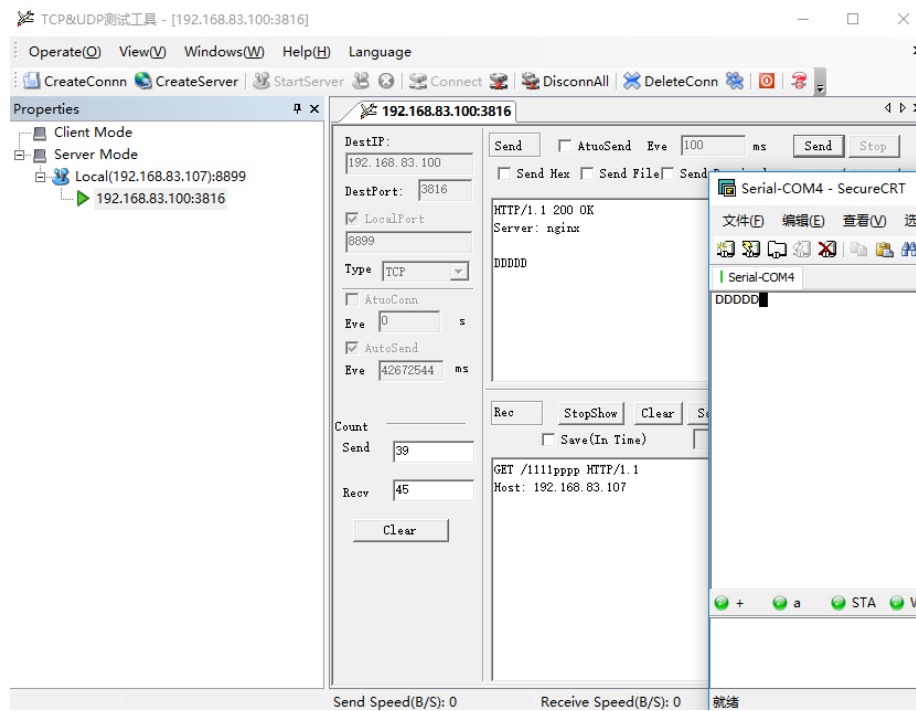 TCP&UDP测试工具 - [192.168.83.100:3816]
Operate(O) View(V) Windows(W) Help(H) Language
CreateConnn CreateServer StartServer Connect DisconnAll DeleteConn
Properties
Client Mode
Server Mode
Local(192.168.83.107):8899
192.168.83.100:3816
192.168.83.100:3816
DestIP:
192.168.83.100
DestPort: 3816
LocalPort
8899
Type TCP
AtuoConn
Eve 0 s
AutoSend
Eve 42672544 ms
Count
Send 39
Recv 45
Clear
Send AtuoSend Eve 100 ms Send Stop
Send Hex Send File Send
HTTP/1.1 200 OK
Server: nginx
DDDDD
Rec StopShow Clear
Save(In Time)
GET /1111pppp HTTP/1.1
Host: 192.168.83.107
Send Speed(B/S): 0 Receive Speed(B/S): 0
Serial-COM4 - SecureCRT
文件(F) 编辑(E) 查看(V) 选
Serial-COM4
DDDDD
+ a STA
就绪